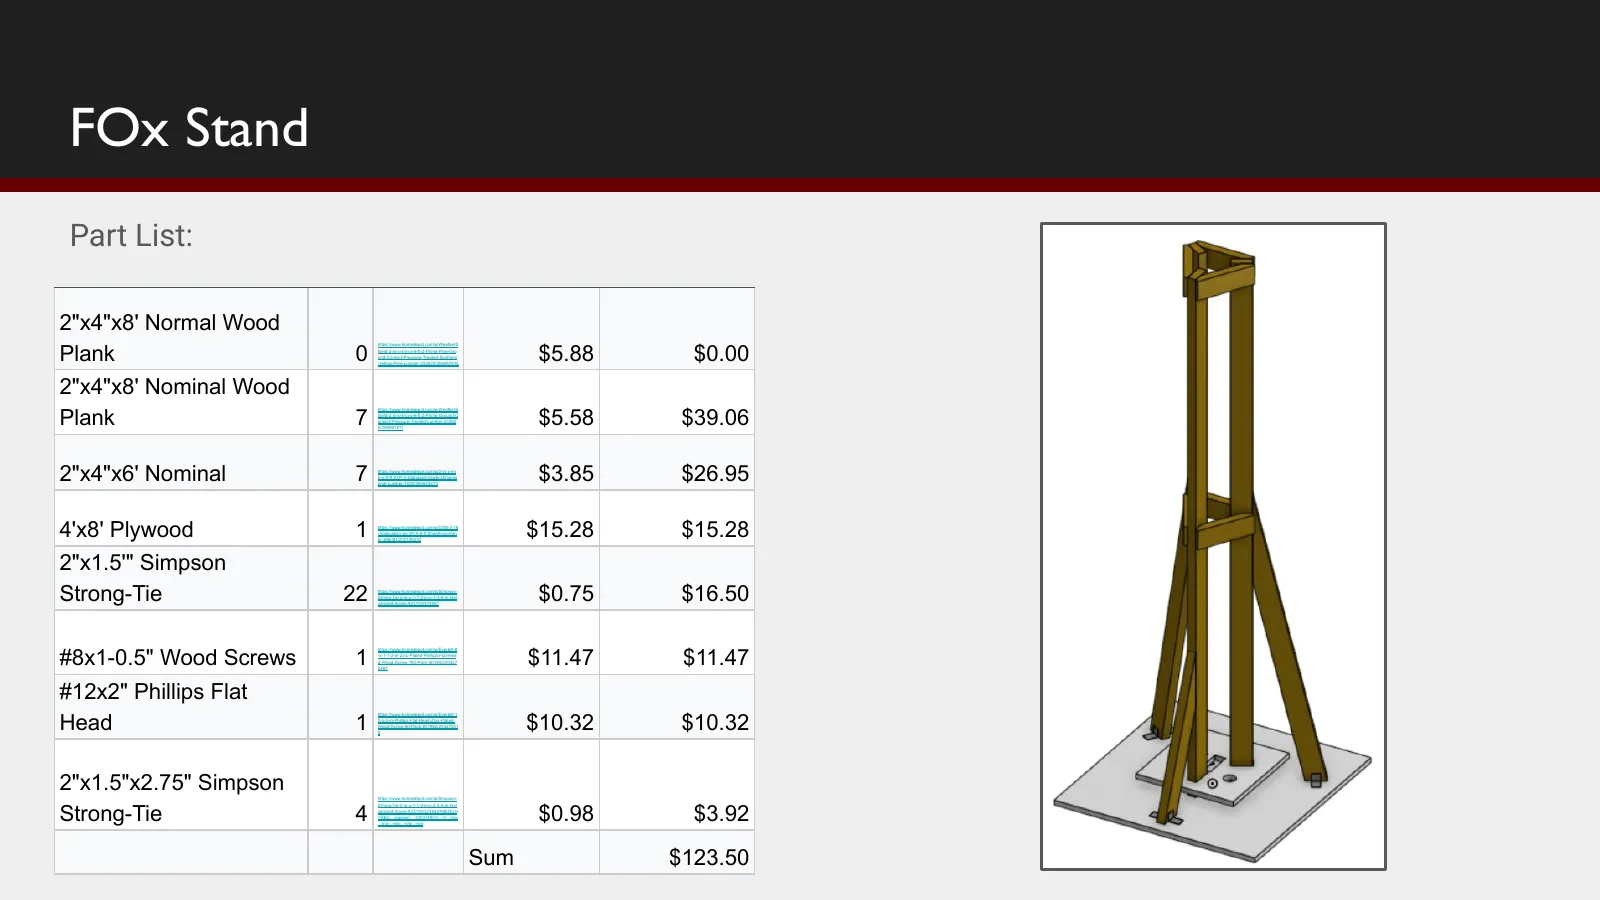 FOx Stand
Part List:
2"x4"x8' Normal Wood
Plank 0 $5.88 $0.00
2"x4"x8' Nominal Wood
Plank 7 $5.58 $39.06
2"x4"x6' Nominal 7 $3.85 $26.95
4'x8' Plywood 1 $15.28 $15.28
2"x1.5'" Simpson
Strong-Tie 22 $0.75 $16.50
#8x1-0.5" Wood Screws 1 $11.47 $11.47
#12x2" Phillips Flat
Head 1 $10.32 $10.32
2"x1.5"x2.75" Simpson
Strong-Tie 4 $0.98 $3.92
Sum $123.50